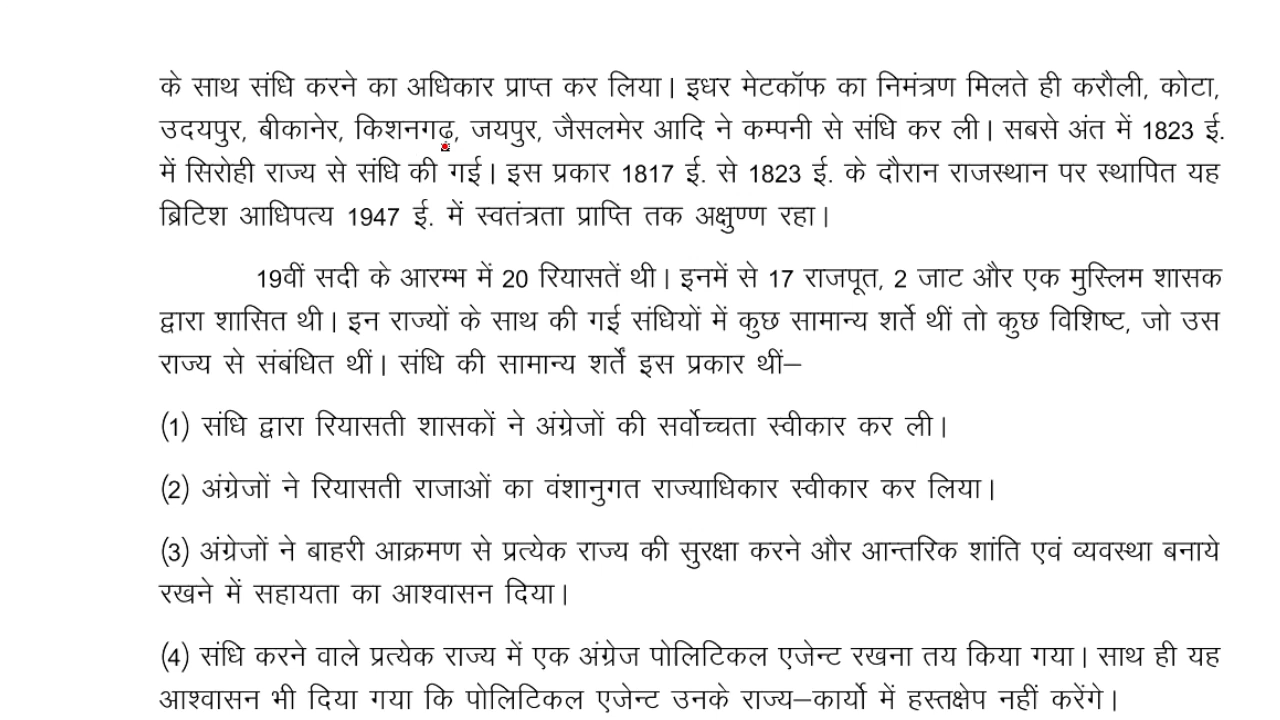 के साथ संधि करने का अधिकार प्राप्त कर लिया। इधर मेटकॉफ का निमंत्रण मिलते ही करौली, कोटा,
उदयपुर, बीकानेर, किशनगढ़, जयपुर, जैसलमेर आदि ने कम्पनी से संधि कर ली। सबसे अंत में 1823 ई.
में सिरोही राज्य से संधि की गई। इस प्रकार 1817 ई. से 1823 ई. के दौरान राजस्थान पर स्थापित यह
ब्रिटिश आधिपत्य 1947 ई. में स्वतंत्रता प्राप्ति तक अक्षुण्ण रहा।
19वीं सदी के आरम्भ में 20 रियासतें थी। इनमें से 17 राजपूत, 2 जाट और एक मुस्लिम शासक
द्वारा शासित थी। इन राज्यों के साथ की गई संधियों में कुछ सामान्य शर्ते थीं तो कुछ विशिष्ट, जो उस
राज्य से संबंधित थीं। संधि की सामान्य शर्तें इस प्रकार थीं–
(1) संधि द्वारा रियासती शासकों ने अंग्रेजों की सर्वोच्चता स्वीकार कर ली।
(2) अंग्रेजों ने रियासती राजाओं का वंशानुगत राज्याधिकार स्वीकार कर लिया।
(3) अंग्रेजों ने बाहरी आक्रमण से प्रत्येक राज्य की सुरक्षा करने और आन्तरिक शांति एवं व्यवस्था बनाये
रखने में सहायता का आश्वासन दिया।
(4) संधि करने वाले प्रत्येक राज्य में एक अंग्रेज पोलिटिकल एजेन्ट रखना तय किया गया। साथ ही यह
आश्वासन भी दिया गया कि पोलिटिकल एजेन्ट उनके राज्य–कार्यो में हस्तक्षेप नहीं करेंगे।